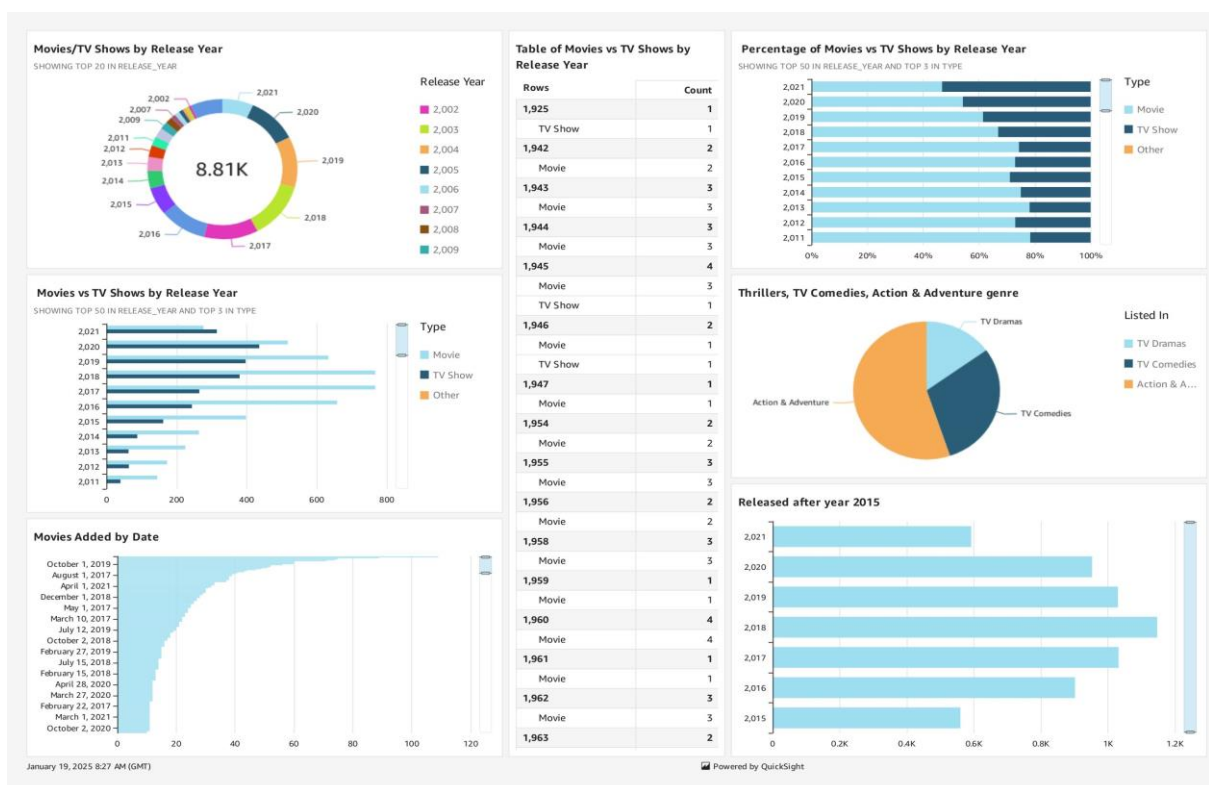 Movies/TV Shows by Release Year
SHOWING TOP 20 IN RELEASE_YEAR
2,021
2,020
2,019
2,018
2,017
2,016
2,015
2,014
2,013
2,012
2,011
2,009
2,007
2,002
8.81K
Release Year
2,002
2,003
2,004
2,005
2,006
2,007
2,008
2,009
Movies vs TV Shows by Release Year
SHOWING TOP 50 IN RELEASE_YEAR AND TOP 3 IN TYPE
2,021
2,020
2,019
2,018
2,017
2,016
2,015
2,014
2,013
2,012
2,011
0 200 400 600 800
Type
Movie
TV Show
Other
Movies Added by Date
October 1, 2019
August 1, 2017
April 1, 2021
December 1, 2018
May 1, 2017
March 10, 2017
July 12, 2019
October 2, 2018
February 27, 2019
July 15, 2018
February 15, 2018
April 28, 2020
March 27, 2020
February 22, 2017
March 1, 2021
October 2, 2020
0 20 40 60 80 100 120
Table of Movies vs TV Shows by
Release Year
Rows Count
1,925 1
TV Show 1
1,942 2
Movie 2
1,943 3
Movie 3
1,944 3
Movie 3
1,945 4
Movie 3
TV Show 1
1,946 2
Movie 1
TV Show 1
1,947 1
Movie 1
1,954 2
Movie 2
1,955 3
Movie 3
1,956 2
Movie 2
1,958 3
Movie 3
1,959 1
Movie 1
1,960 4
Movie 4
1,961 1
Movie 1
1,962 3
Movie 3
1,963 2
Percentage of Movies vs TV Shows by Release Year
SHOWING TOP 50 IN RELEASE_YEAR AND TOP 3 IN TYPE
2,021
2,020
2,019
2,018
2,017
2,016
2,015
2,014
2,013
2,012
2,011
0% 20% 40% 60% 80% 100%
Type
Movie
TV Show
Other
Thrillers, TV Comedies, Action & Adventure genre
TV Dramas
TV Comedies
Action & Adventure
Listed In
TV Dramas
TV Comedies
Action & A...
Released after year 2015
2,021
2,020
2,019
2,018
2,017
2,016
2,015
0 0.2K 0.4K 0.6K 0.8K 1K 1.2K
January 19, 2025 8:27 AM (GMT)
Powered by QuickSight